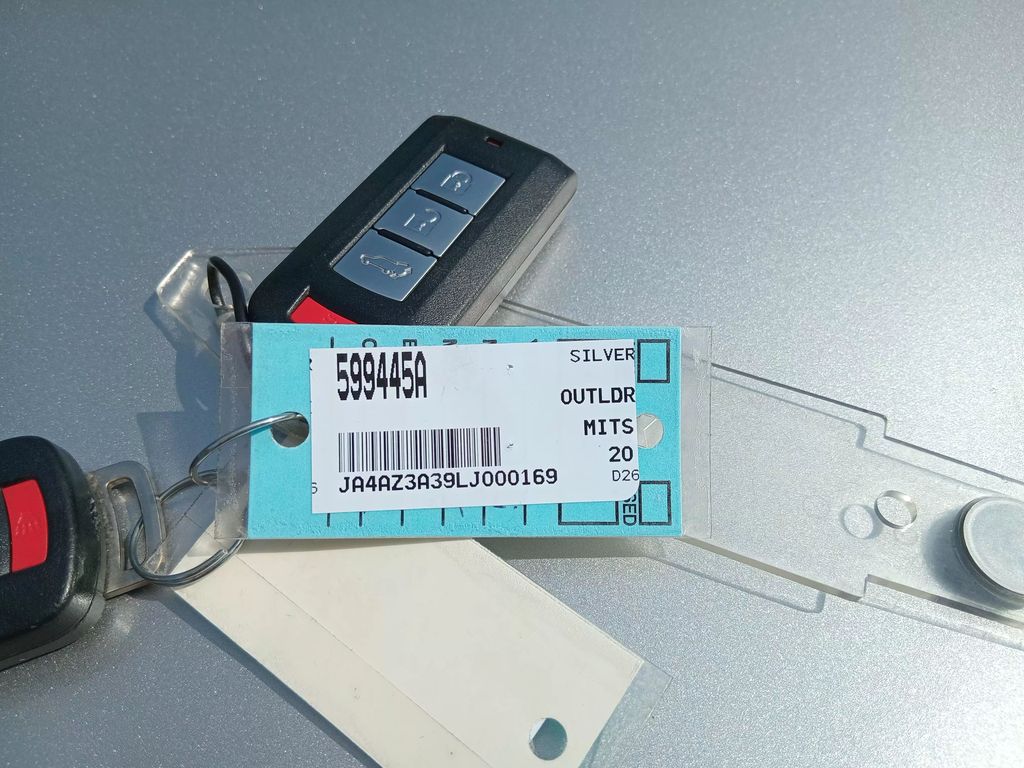 599445A
SILVER
OUTLDR
MITS
20
JA4AZ3A39LJ000169
D26